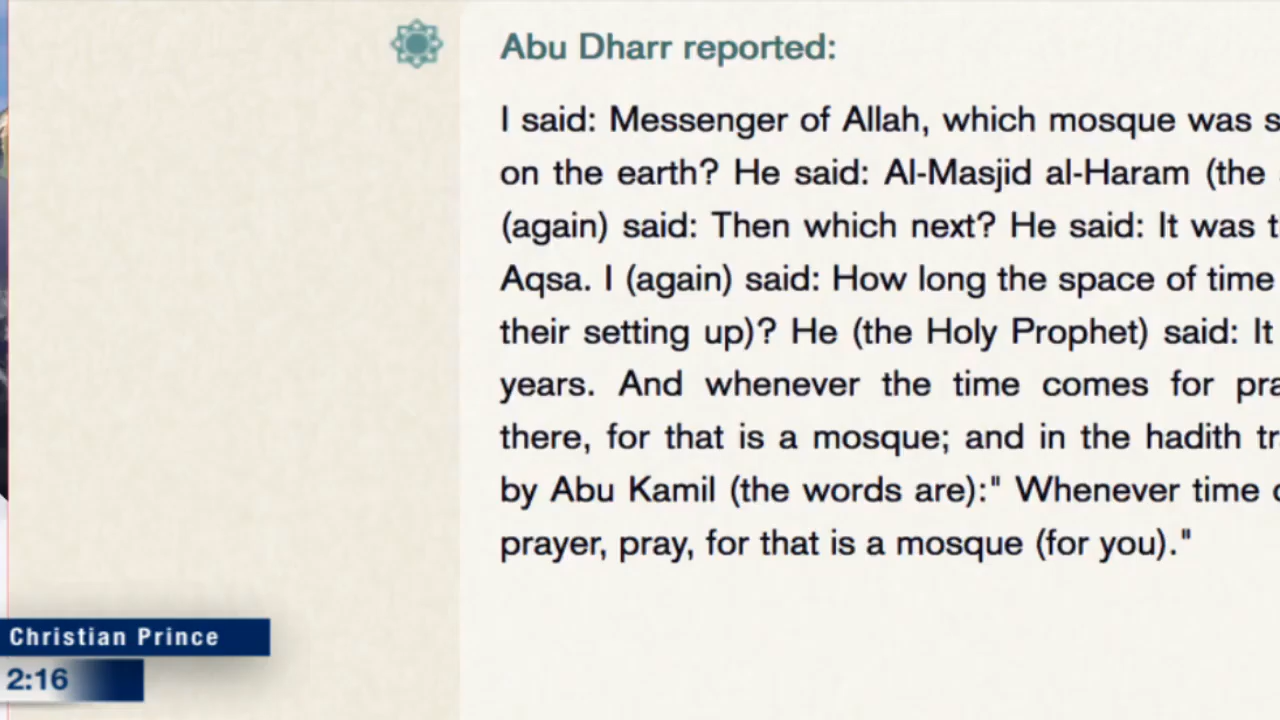 Abu Dharr reported:
I said: Messenger of Allah, which mosque was
on the earth? He said: Al-Masjid al-Haram (the
(again) said: Then which next? He said: It was
Aqsa. I (again) said: How long the space of time
their setting up)? He (the Holy Prophet) said: It
years. And whenever the time comes for
there, for that is a mosque; and in the hadith
by Abu Kamil (the words are):" Whenever time
prayer, pray, for that is a mosque (for you)."
Christian Prince
2:16